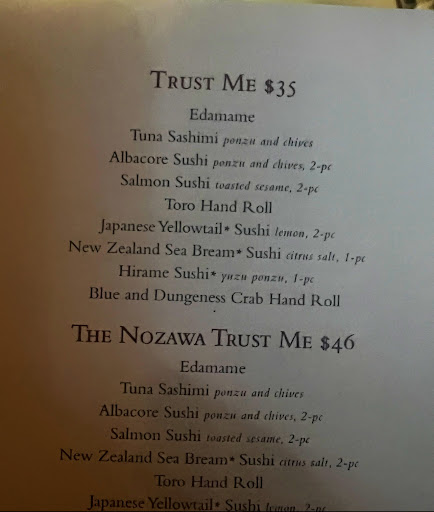 TRUST ME $35
Edamame
Tuna Sashimi ponzu and chives
Albacore Sushi ponzu and chives, 2-pc
Salmon Sushi toasted sesame, 2-pc
Toro Hand Roll
Japanese Yellowtail* Sushi lemon, 2-pc
New Zealand Sea Bream* Sushi citrus salt, 1-pc
Hirame Sushi* yuzu ponzu, 1-pc
Blue and Dungeness Crab Hand Roll
THE NOZAWA TRUST ME $46
Edamame
Tuna Sashimi ponzu and chives
Albacore Sushi ponzu and chives, 2-pc
Salmon Sushi toasted sesame, 2-pc
New Zealand Sea Bream* Sushi citrus salt, 2-pc
Toro Hand Roll
Japanese Yellowtail* Sushi lemon, 2-pc